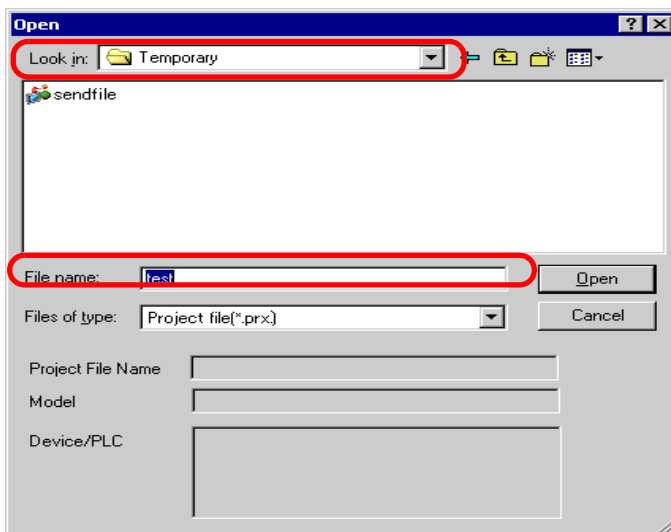 Open
Look in: Temporary
sendfile
File name: test Open
Files of type: Project file(*.prx) Cancel
Project File Name
Model
Device/PLC